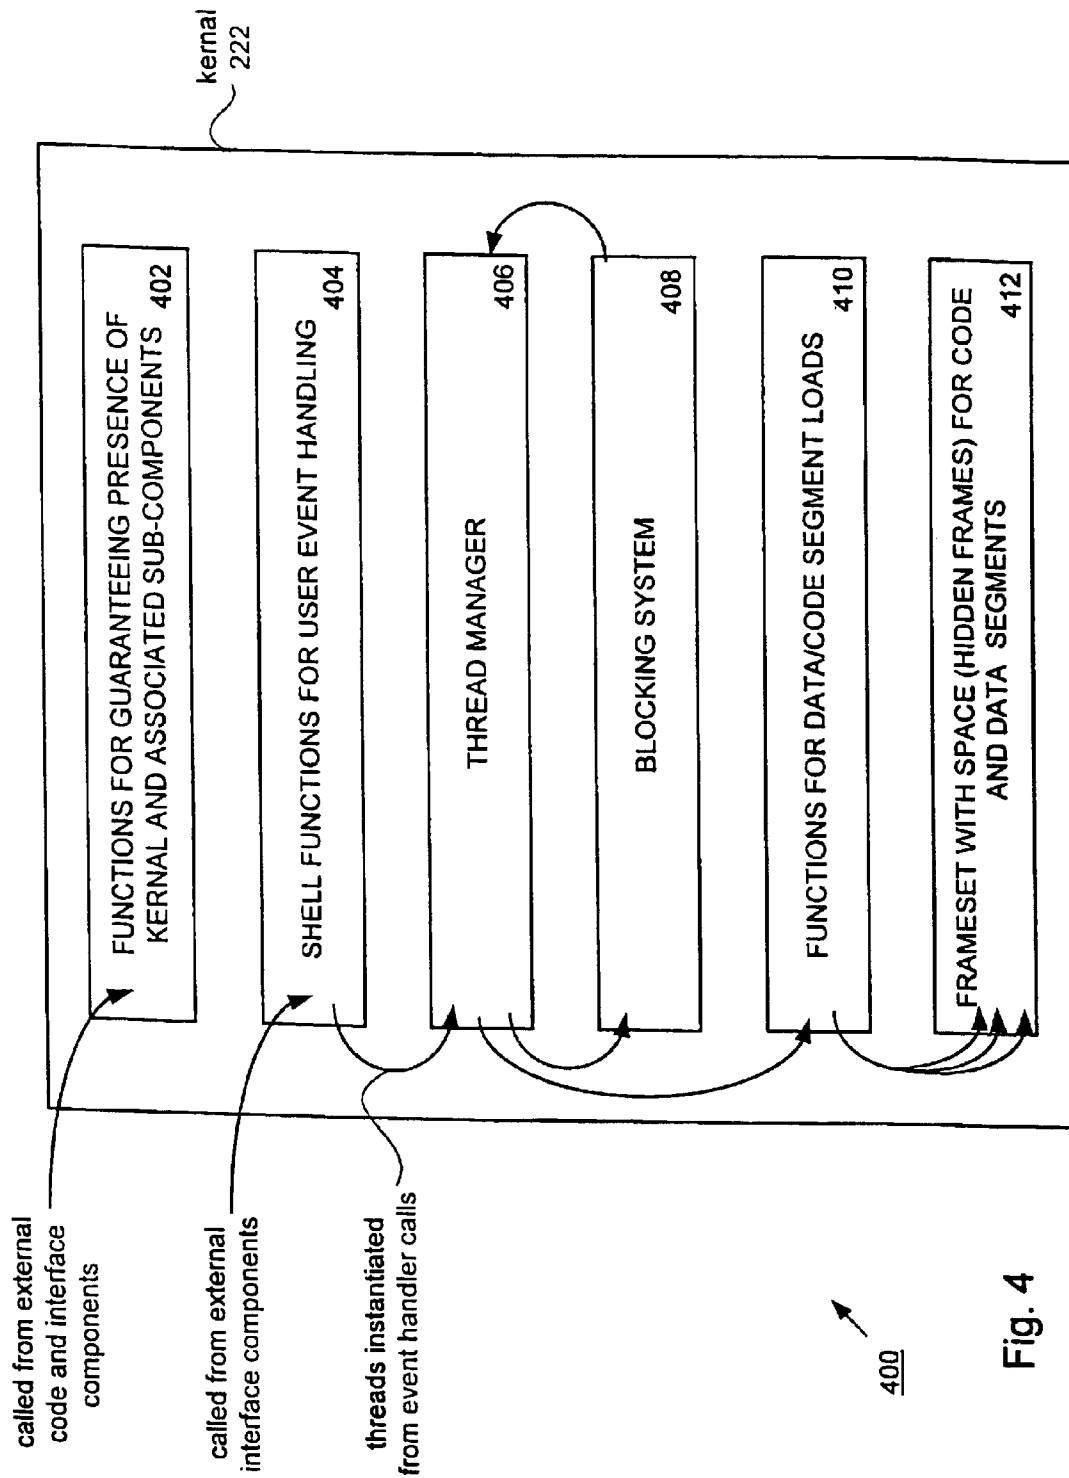 kernal
222
called from external
code and interface
components
FUNCTIONS FOR GUARANTEEING PRESENCE OF
KERNAL AND ASSOCIATED SUB-COMPONENTS
402
called from external
interface components
SHELL FUNCTIONS FOR USER EVENT HANDLING
404
threads instantiated
from event handler calls
THREAD MANAGER
406
BLOCKING SYSTEM
408
FUNCTIONS FOR DATA/CODE SEGMENT LOADS
410
FRAMESET WITH SPACE (HIDDEN FRAMES) FOR CODE
AND DATA SEGMENTS
412
400
Fig. 4